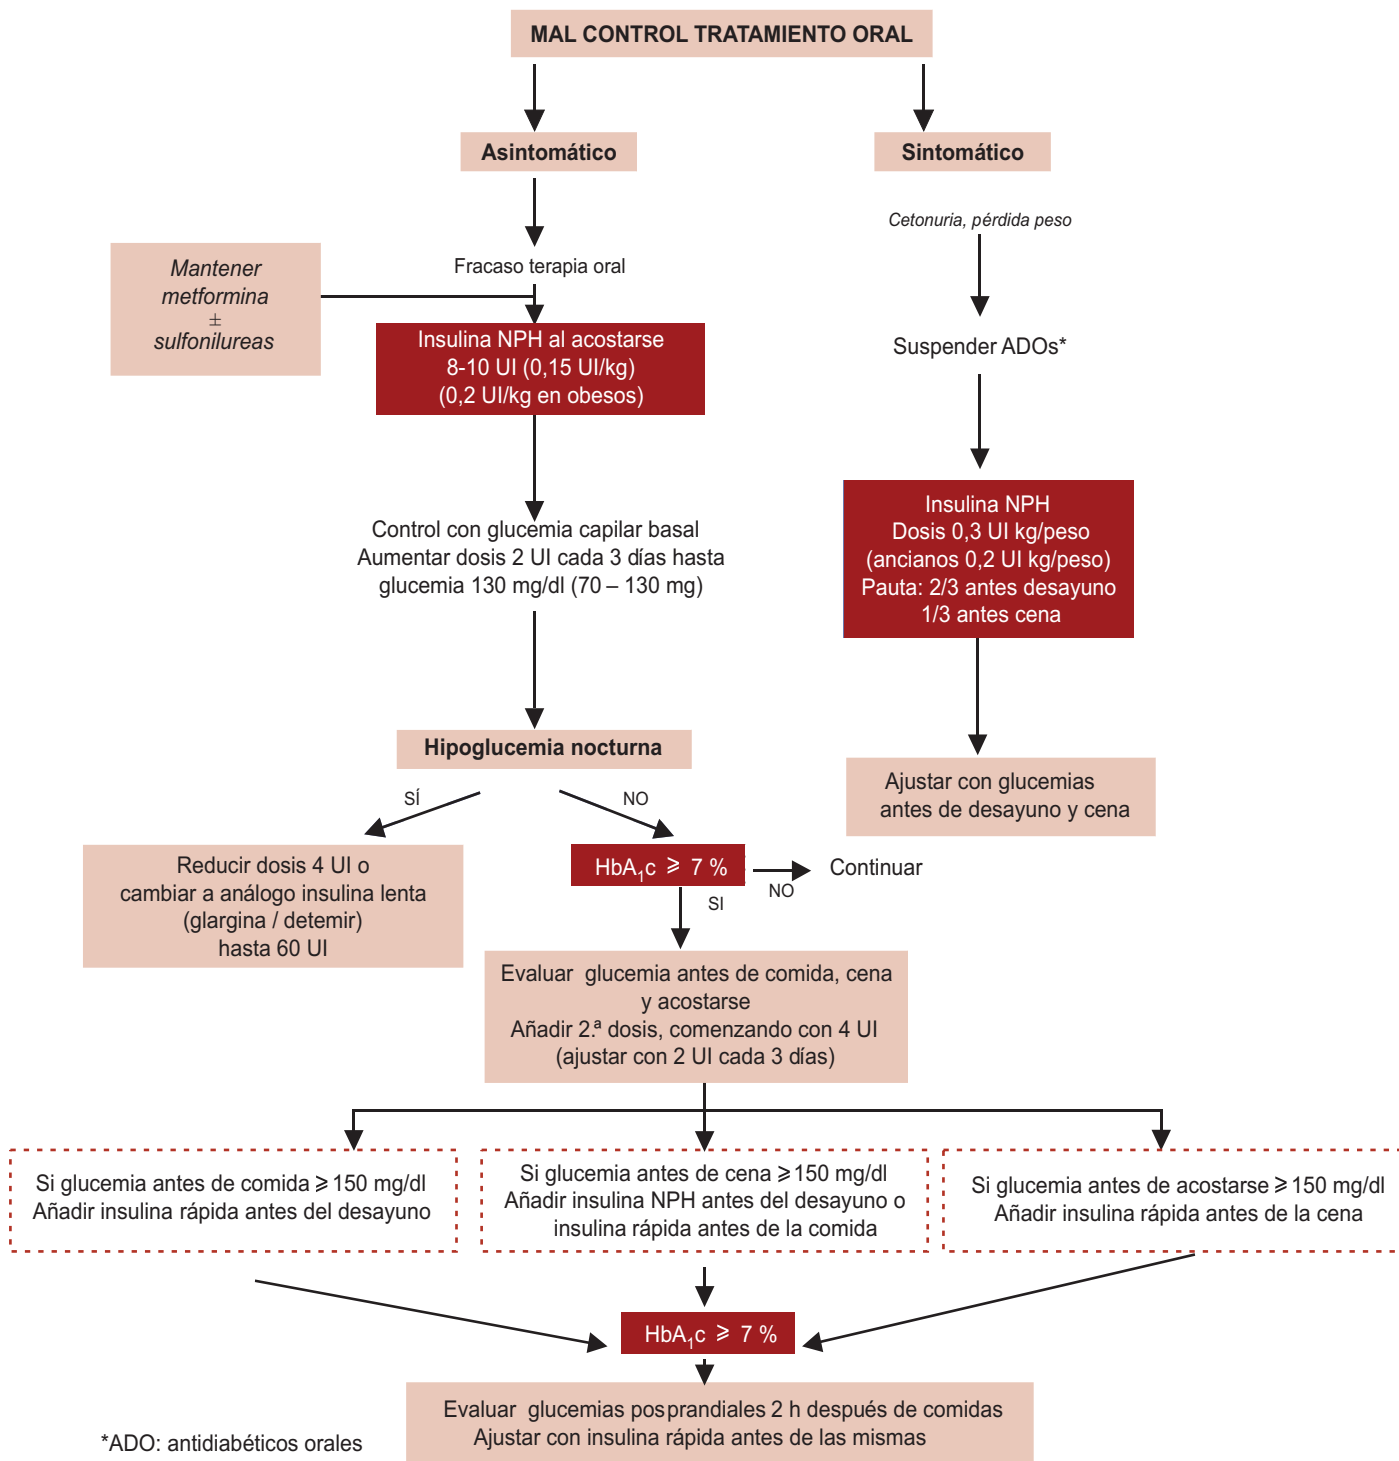 MAL CONTROL TRATAMIENTO ORAL
Asintomático
Sintomático
Cetonuria, pérdida peso
Mantener
metformina
±
sulfonilureas
Fracaso terapia oral
Insulina NPH al acostarse
8-10 UI (0,15 UI/kg)
(0,2 UI/kg en obesos)
Suspender ADOs*
Insulina NPH
Dosis 0,3 UI kg/peso
(ancianos 0,2 UI kg/peso)
Pauta: 2/3 antes desayuno
1/3 antes cena
Control con glucemia capilar basal
Aumentar dosis 2 UI cada 3 días hasta
glucemia 130 mg/dl (70 – 130 mg)
Hipoglucemia nocturna
Ajustar con glucemias
antes de desayuno y cena
SÍ
NO
Reducir dosis 4 UI o
cambiar a análogo insulina lenta
(glargina / detemir)
hasta 60 UI
HbA₁c ⩾ 7 %
NO
Continuar
SI
Evaluar glucemia antes de comida, cena
y acostarse
Añadir 2.ª dosis, comenzando con 4 UI
(ajustar con 2 UI cada 3 días)
Si glucemia antes de comida ⩾ 150 mg/dl
Añadir insulina rápida antes del desayuno
Si glucemia antes de cena ⩾ 150 mg/dl
Añadir insulina NPH antes del desayuno o
insulina rápida antes de la comida
Si glucemia antes de acostarse ⩾ 150 mg/dl
Añadir insulina rápida antes de la cena
HbA₁c ⩾ 7 %
Evaluar glucemias posprandiales 2 h después de comidas
Ajustar con insulina rápida antes de las mismas
*ADO: antidiabéticos orales